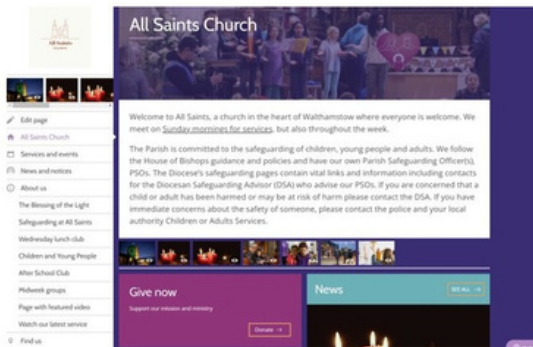 All Saints
Edit page
All Saints Church
Services and events
News and notices
About us
The Blessing of the Light
Safeguarding at All Saints
Wednesday lunch club
Children and Young People
After School Club
Midweek groups
Page with featured video
Watch our latest service
Find us
All Saints Church
Welcome to All Saints, a church in the heart of Walthamstow where everyone is welcome. We
meet on Sunday mornings for services, but also throughout the week.
The Parish is committed to the safeguarding of children, young people and adults. We follow
the House of Bishops guidance and policies and have our own Parish Safeguarding Officer(s),
PSOs. The Diocese's safeguarding pages contain vital links and information including contacts
for the Diocesan Safeguarding Advisor (DSA) who advise our PSOs. If you are concerned that a
child or adult has been harmed or may be at risk of harm please contact the DSA. If you have
immediate concerns about the safety of someone, please contact the police and your local
authority Children or Adults Services.
Give now
Support our mission and ministry
Donate →
News
SEE ALL →